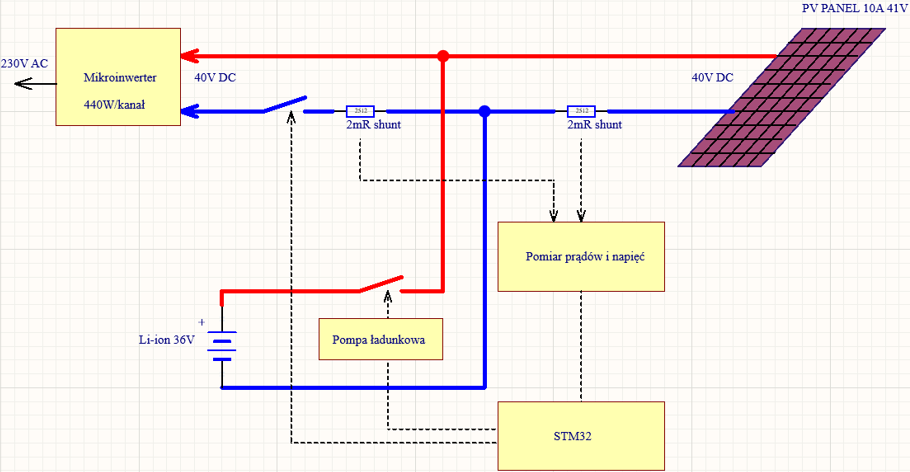 PV PANEL 10A 41V
230V AC
Mikroinwerter
440W/kanał
40V DC
40V DC
2512
2mR shunt
2512
2mR shunt
Pomiar prądów i napięć
+
Li-ion 36V
Pompa ładunkowa
STM32